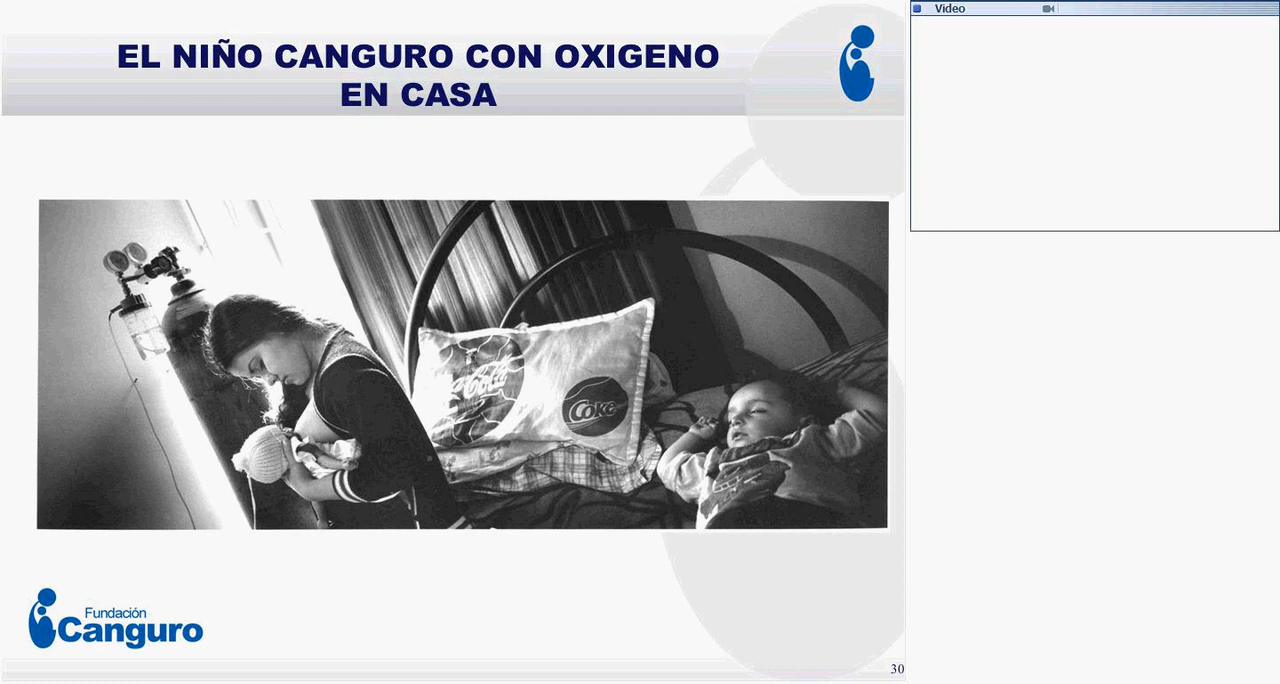 EL NIÑO CANGURO CON OXIGENO
EN CASA
Video
Coca-Cola
Coke
Fundación
Canguro
30